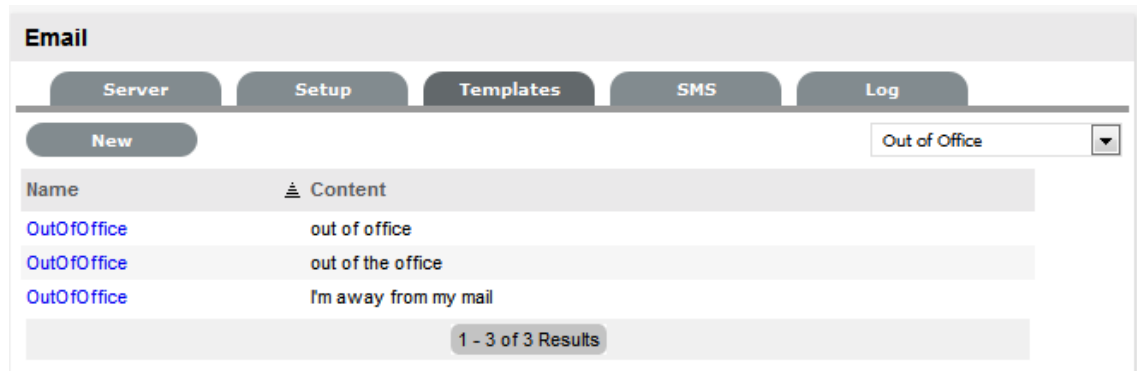 Email
Server Setup Templates SMS Log
New Out of Office
Name Content
OutOfOffice out of office
OutOfOffice out of the office
OutOfOffice I'm away from my mail
1 - 3 of 3 Results